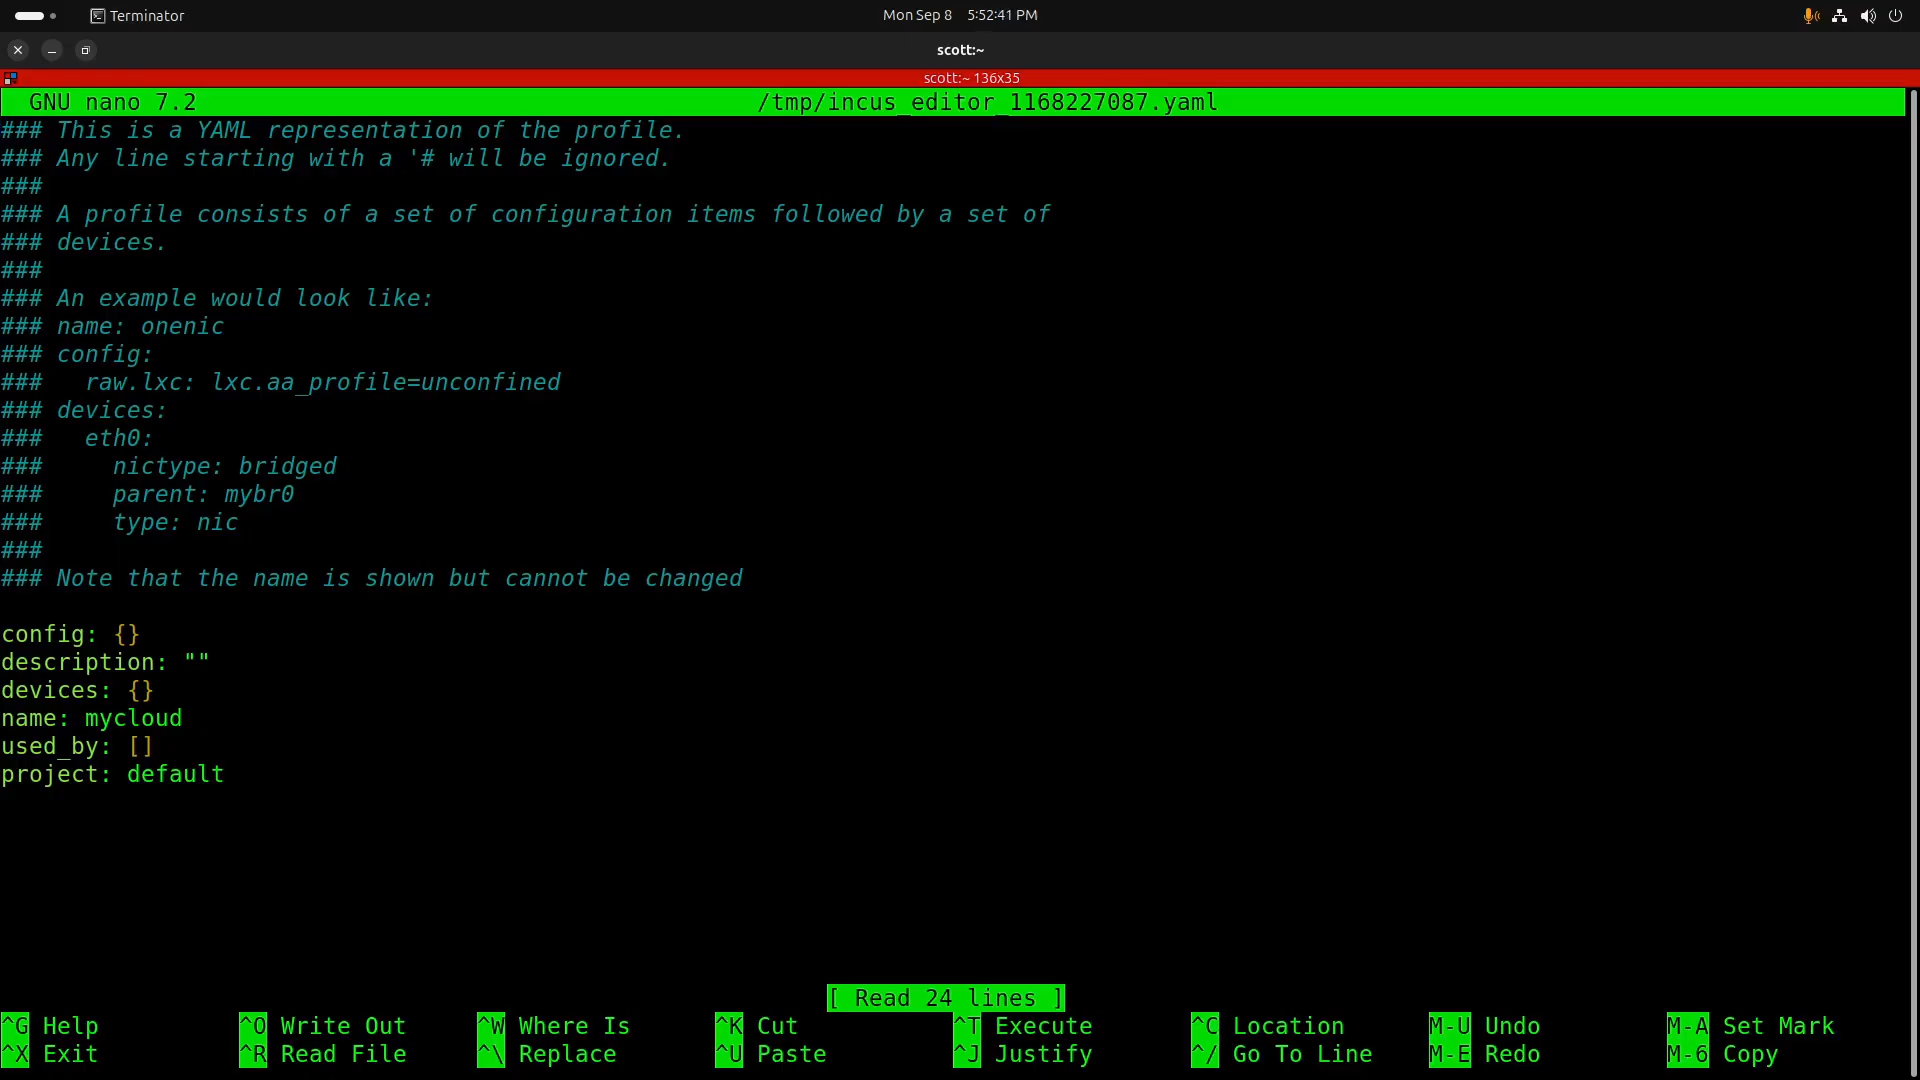 Terminator
Mon Sep 8 5:52:41 PM
scott:~
scott:~ 136x35
GNU nano 7.2 /tmp/incus_editor_1168227087.yaml
### This is a YAML representation of the profile.
### Any line starting with a '# will be ignored.
###
### A profile consists of a set of configuration items followed by a set of
### devices.
###
### An example would look like:
### name: onenic
### config:
###   raw.lxc: lxc.aa_profile=unconfined
### devices:
###   eth0:
###     nictype: bridged
###     parent: mybr0
###     type: nic
###
### Note that the name is shown but cannot be changed

config: {}
description: ""
devices: {}
name: mycloud
used_by: []
project: default
[ Read 24 lines ]
^G Help ^O Write Out ^W Where Is ^K Cut ^T Execute ^C Location M-U Undo M-A Set Mark
^X Exit ^R Read File ^\ Replace ^U Paste ^J Justify ^/ Go To Line M-E Redo M-6 Copy